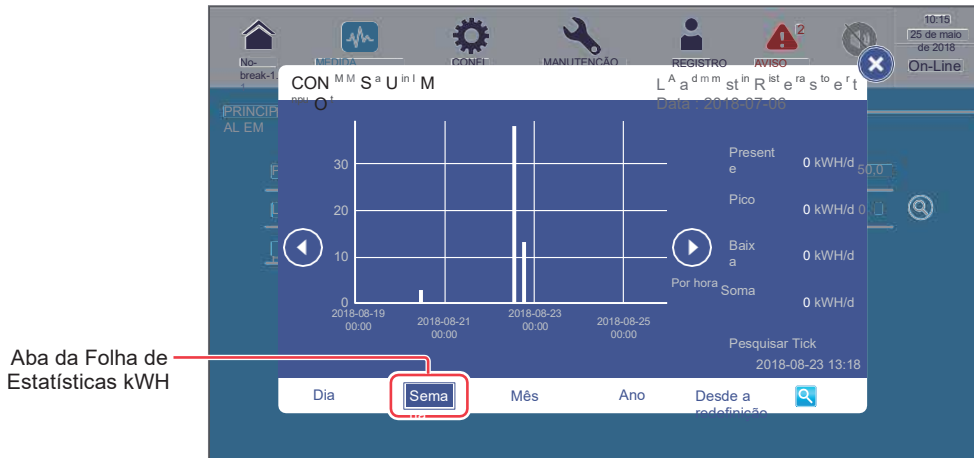 10:15
25 de maio
de 2018
On-Line
No-
break-1.
1
MEDIDA
CONFI
MANUTENÇÃO
REGISTRO
AVISO
2
Data : 2018-07-06
PRINCIP
AL EM
30
20
10
0
2018-08-19
00:00
2018-08-21
00:00
2018-08-23
00:00
2018-08-25
00:00
Por hora
Present
e
0 kWH/d
50,0
Pico
0 kWH/d
0
Baix
a
0 kWH/d
Soma
0 kWH/d
Pesquisar Tick
2018-08-23 13:18
Aba da Folha de
Estatísticas kWH
Dia
Sema
na
Mês
Ano
Desde a
redefinição